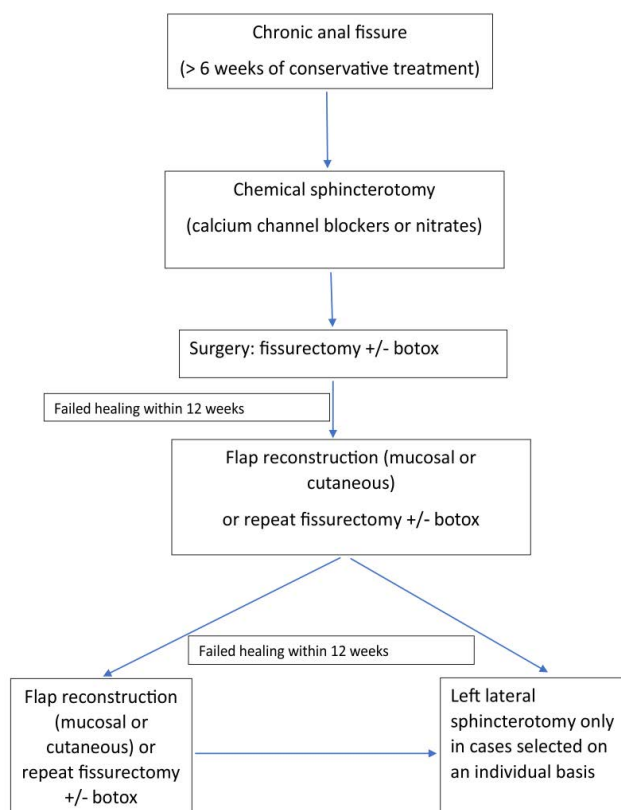 Chronic anal fissure
(> 6 weeks of conservative treatment)
Chemical sphincterotomy
(calcium channel blockers or nitrates)
Surgery: fissurectomy +/- botox
Failed healing within 12 weeks
Flap reconstruction (mucosal or
cutaneous)
or repeat fissurectomy +/- botox
Failed healing within 12 weeks
Flap reconstruction
(mucosal or
cutaneous) or
repeat fissurectomy
+/- botox
Left lateral
sphincterotomy only
in cases selected on
an individual basis